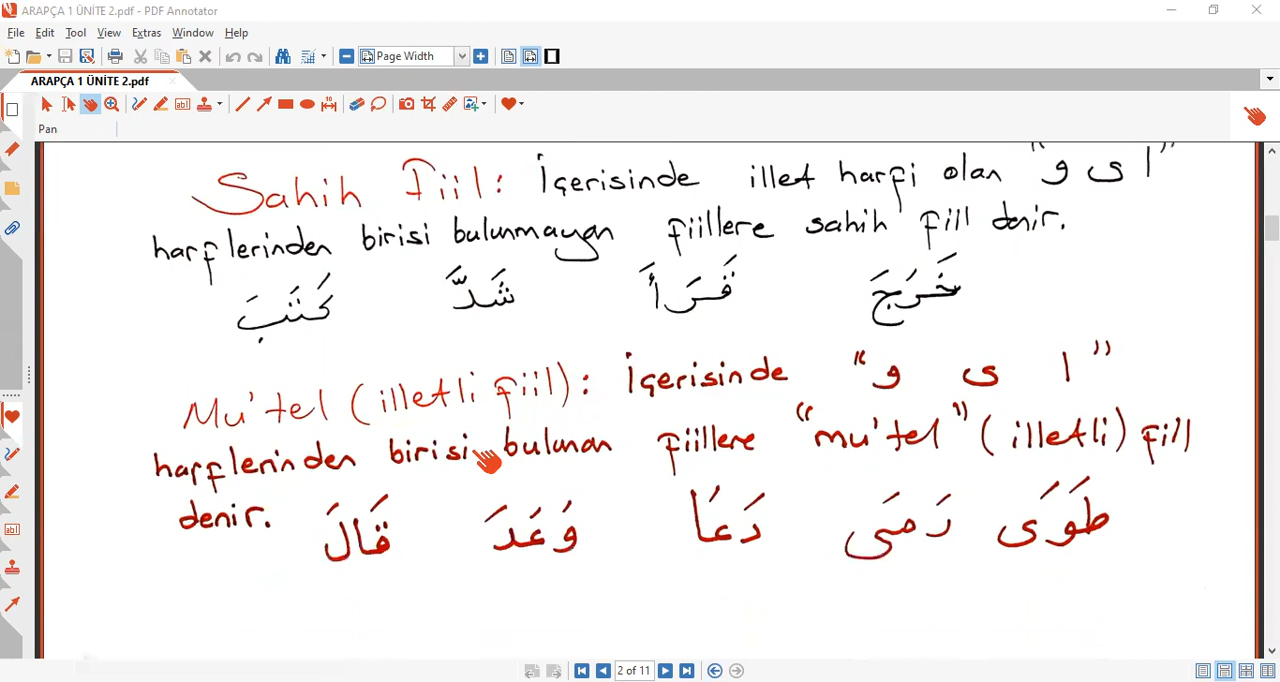 ARAPÇA 1 ÜNİTE 2.pdf - PDF Annotator
File Edit Tool View Extras Window Help
Page Width
ARAPÇA 1 ÜNİTE 2.pdf
Pan
Sahih Fiil: İçerisinde illet harfi olan "ا ى و"
harflerinden birisi bulunmayan fiillere sahih fiil denir.
خَرَجَ قَرَأَ شَدَّ كَتَبَ
Mu'tel (illetli fiil): İçerisinde "ا ى و"
harflerinden birisi bulunan fiillere "mu'tel" (illetli) fiil
denir. طَوَى رَمَى دَعَا وَعَدَ قَالَ
2 of 11